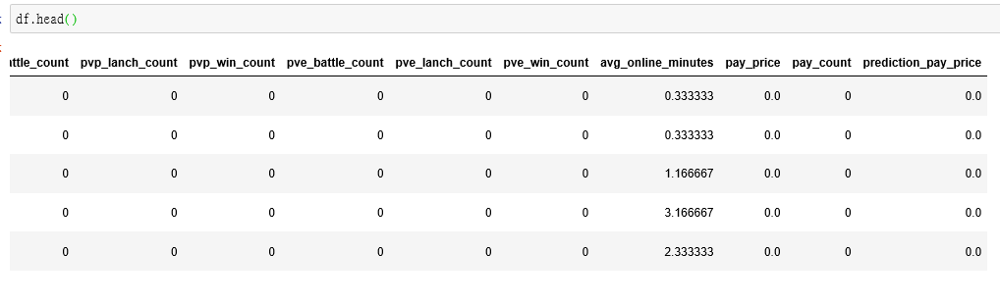 df.head()
ttle_count pvp_lanch_count pvp_win_count pve_battle_count pve_lanch_count pve_win_count avg_online_minutes pay_price pay_count prediction_pay_price
0 0 0 0 0 0 0.333333 0.0 0 0.0
0 0 0 0 0 0 0.333333 0.0 0 0.0
0 0 0 0 0 0 1.166667 0.0 0 0.0
0 0 0 0 0 0 3.166667 0.0 0 0.0
0 0 0 0 0 0 2.333333 0.0 0 0.0